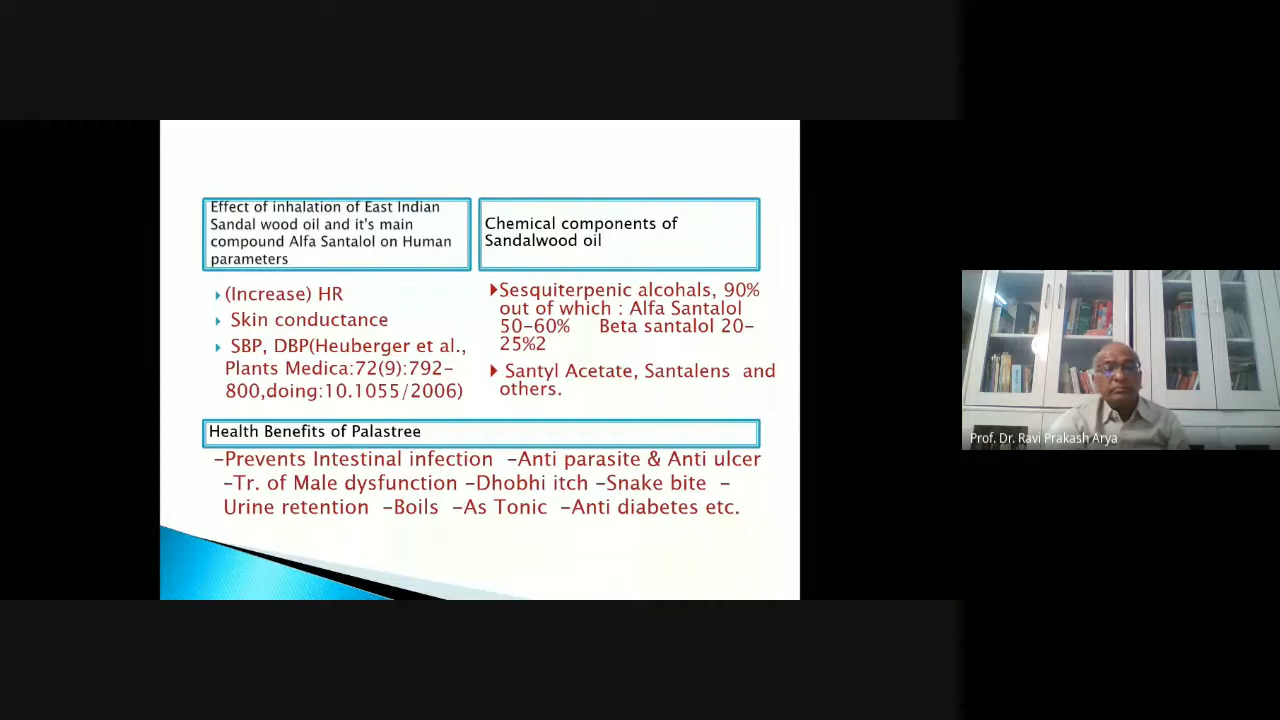 Effect of inhalation of East Indian
Sandal wood oil and it's main
compound Alfa Santalol on Human
parameters
(Increase) HR
Skin conductance
SBP, DBP(Heuberger et al.,
Plants Medica:72(9):792-
800,doing:10.1055/2006)
Chemical components of
Sandalwood oil
Sesquiterpenic alcohals, 90%
out of which : Alfa Santalol
50-60% Beta santalol 20-
25%2
Santyl Acetate, Santalens and
others.
Health Benefits of Palastree
-Prevents Intestinal infection -Anti parasite & Anti ulcer
-Tr. of Male dysfunction -Dhobhi itch -Snake bite -
Urine retention -Boils -As Tonic -Anti diabetes etc.
Prof. Dr. Ravi Prakash Arya